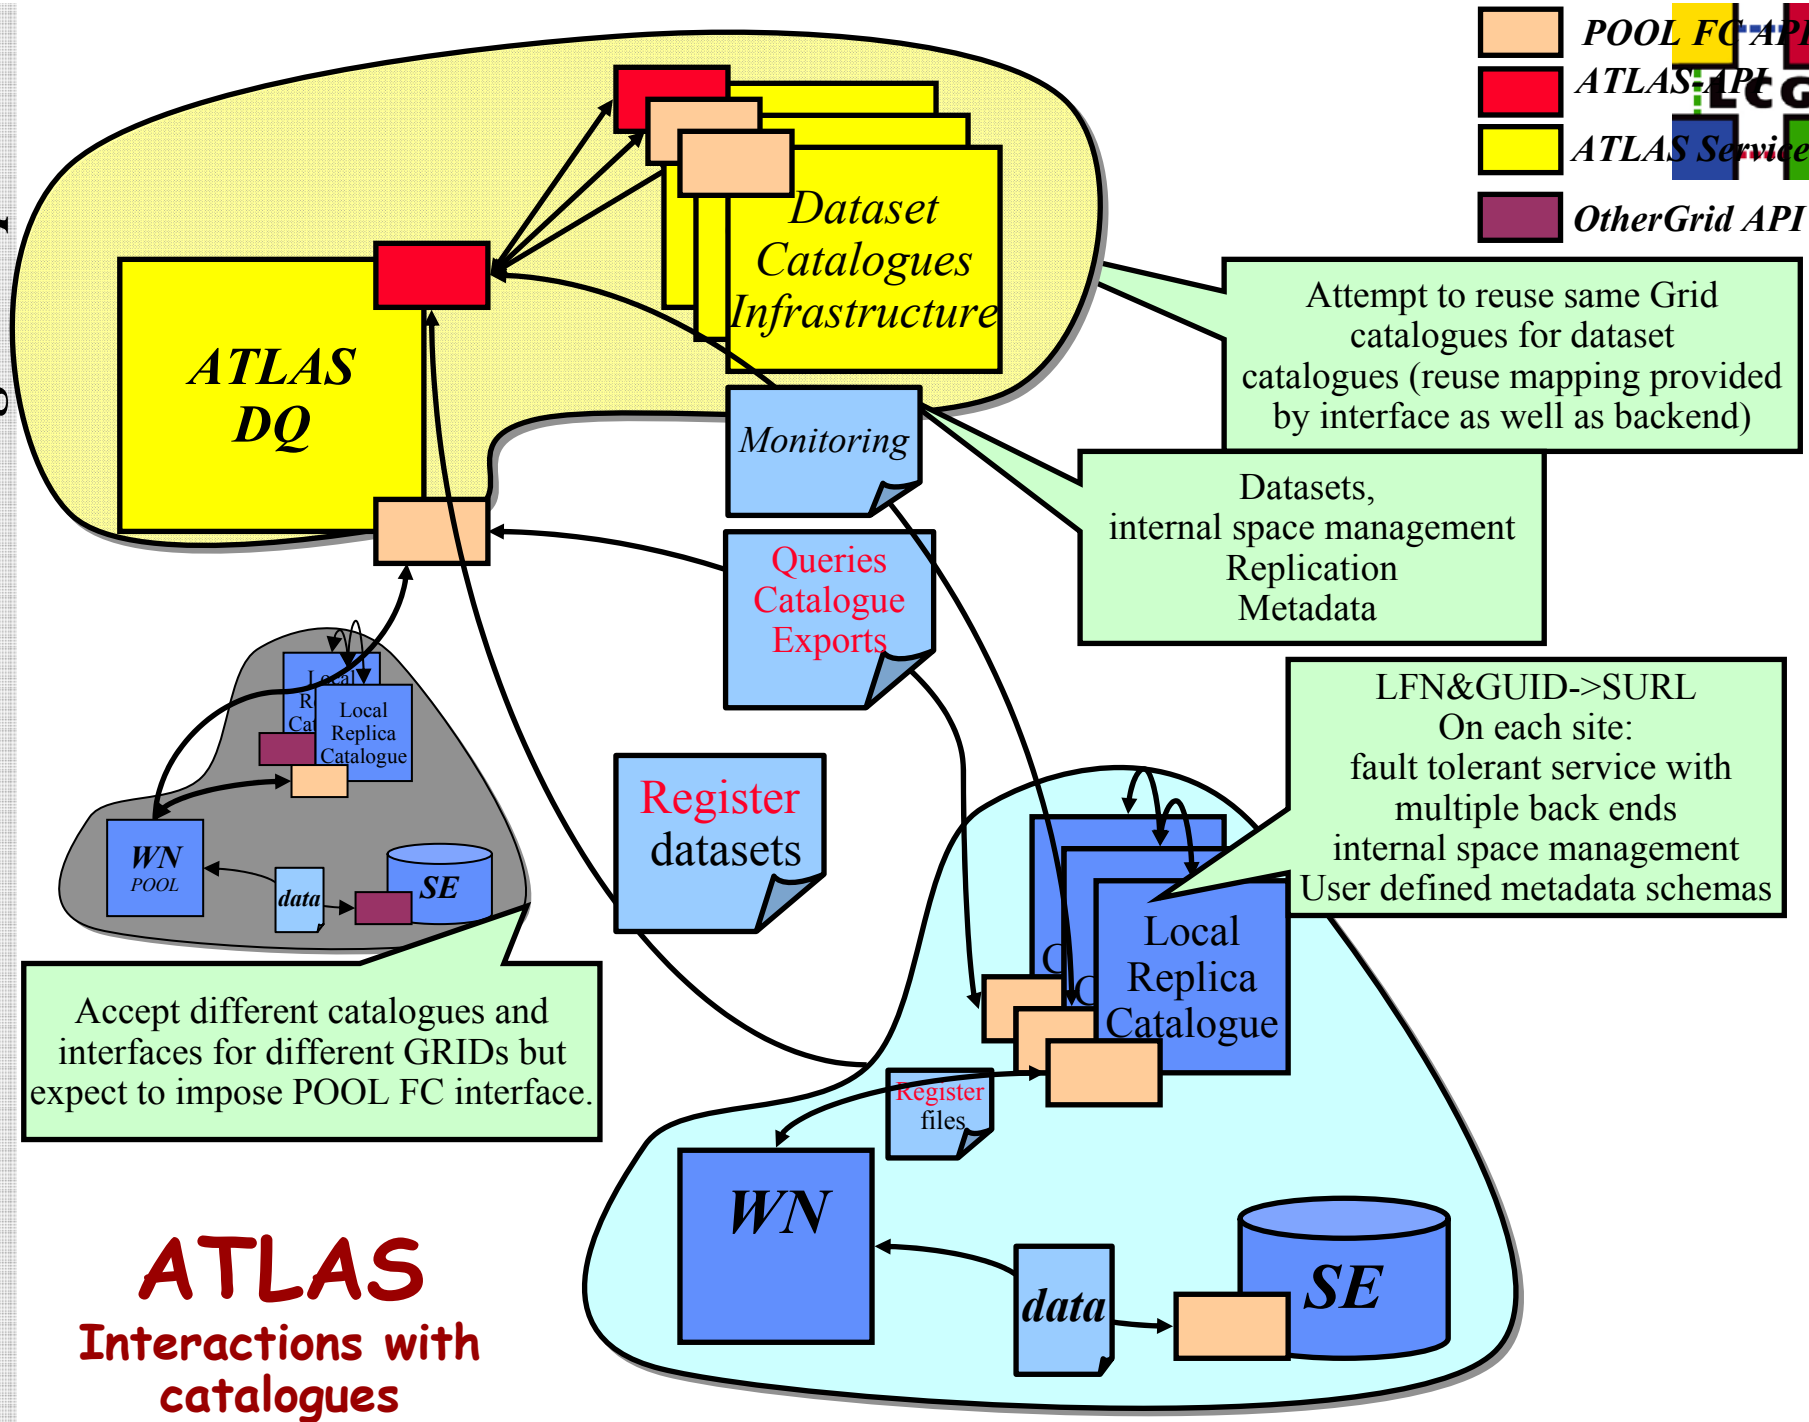 POOL FC API
ATLAS-API
LCG
ATLAS Service
OtherGrid API
Dataset
Catalogues
Infrastructure
ATLAS
DQ
Attempt to reuse same Grid
catalogues for dataset
catalogues (reuse mapping provided
by interface as well as backend)
Monitoring
Datasets,
internal space management
Replication
Metadata
Queries
Catalogue
Exports
Local
Local
Replica
Catalogue
WN
POOL
data
SE
LFN&GUID->SURL
On each site:
fault tolerant service with
multiple back ends
internal space management
User defined metadata schemas
Register
datasets
Local
Replica
Catalogue
Accept different catalogues and
interfaces for different GRIDs but
expect to impose POOL FC interface.
Register
files
WN
data
SE
ATLAS
Interactions with
catalogues